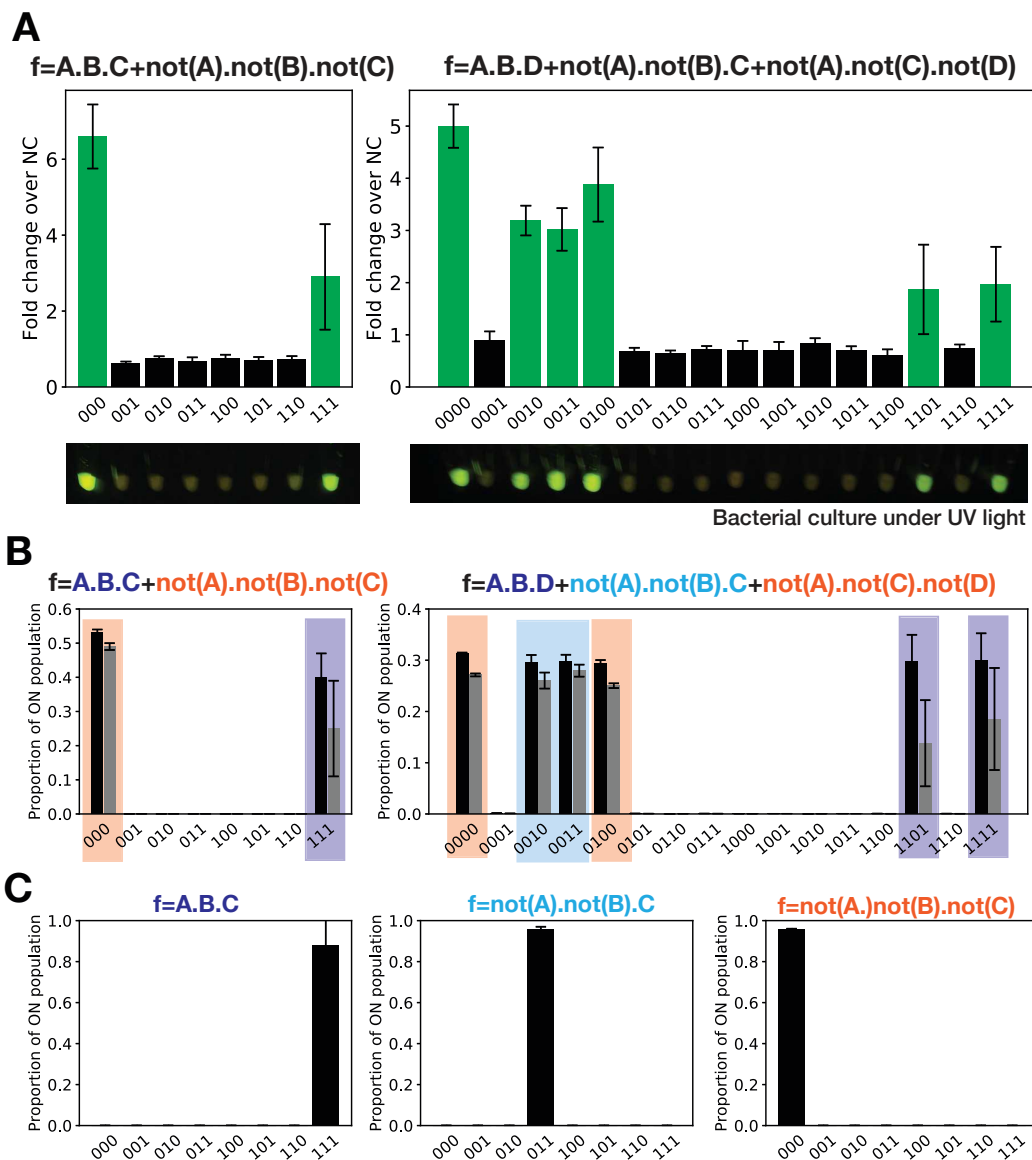 A
f=A.B.C+not(A).not(B).not(C)
f=A.B.D+not(A).not(B).C+not(A).not(C).not(D)
Fold change over NC
6
4
2
0
000 001 010 011 100 101 110 111
Fold change over NC
5
4
3
2
1
0
0000 0001 0010 0011 0100 0101 0110 0111 1000 1001 1010 1011 1100 1101 1110 1111
Bacterial culture under UV light
B
f=A.B.C+not(A).not(B).not(C)
f=A.B.D+not(A).not(B).C+not(A).not(C).not(D)
Proportion of ON population
0.6
0.5
0.4
0.3
0.2
0.1
0.0
000 001 010 011 100 101 110 111
Proportion of ON population
0.4
0.3
0.2
0.1
0.0
0000 0001 0010 0011 0100 0101 0110 0111 1000 1001 1010 1011 1100 1101 1110 1111
C
f=A.B.C
Proportion of ON population
1.0
0.8
0.6
0.4
0.2
0.0
000 001 010 011 100 101 110 111
f=not(A).not(B).C
Proportion of ON population
1.0
0.8
0.6
0.4
0.2
0.0
000 001 010 011 100 101 110 111
f=not(A.)not(B).not(C)
Proportion of ON population
1.0
0.8
0.6
0.4
0.2
0.0
000 001 010 011 100 101 110 111